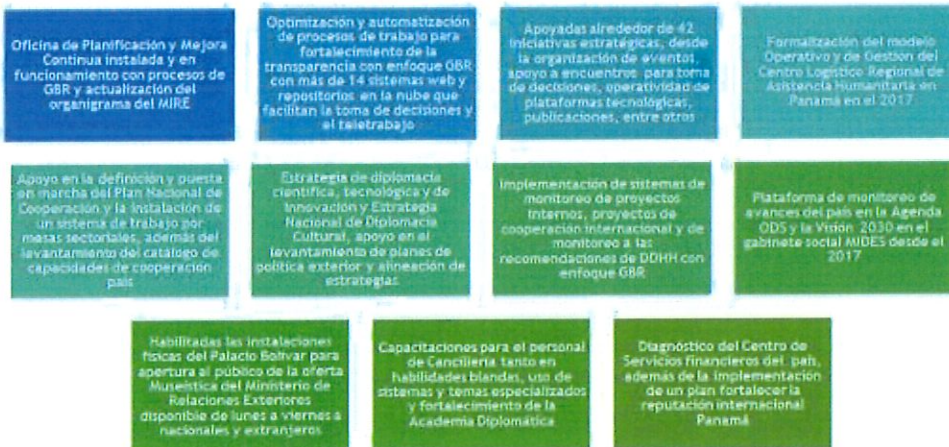 Oficina de Planificación y Mejora
Continua instalada y en
funcionamiento con procesos de
GBR y actualización del
organigrama del MIRE
Optimización y automatización
de procesos de trabajo para
fortalecimiento de la
transparencia con enfoque GBR
con más de 14 sistemas web y
repositorios en la nube que
facilitan la toma de decisiones y
el teletrabajo
Apoyadas alrededor de 42
iniciativas estratégicas, desde
la organización de eventos,
apoyo a encuentros para toma
de decisiones, operatividad de
plataformas tecnológicas,
publicaciones, entre otros
Formalización del modelo
Operativo y de Gestión del
Centro Logístico Regional de
Asistencia Humanitaria en
Panamá en el 2017
Apoyo en la definición y puesta
en marcha del Plan Nacional de
Cooperación y la instalación de
un sistema de trabajo por
mesas sectoriales, además del
levantamiento del catálogo de
capacidades de cooperación
país
Estrategia de diplomacia
científica, tecnológica y de
innovación y Estrategia
Nacional de Diplomacia
Cultural, apoyo en el
levantamiento de planes de
política exterior y alineación de
estrategias
Implementación de sistemas de
monitoreo de proyectos
internos, proyectos de
cooperación internacional y de
monitoreo a las
recomendaciones de DDHH con
enfoque GBR
Plataforma de monitoreo de
avances del país en la Agenda
ODS y la Visión 2030 en el
gabinete social MIDES desde el
2017
Habilitadas las instalaciones
físicas del Palacio Bolívar para
apertura al público de la oferta
Museística del Ministerio de
Relaciones Exteriores
disponible de lunes a viernes a
nacionales y extranjeros
Capacitaciones para el personal
de Cancillería tanto en
habilidades blandas, uso de
sistemas y temas especializados
y fortalecimiento de la
Academia Diplomática
Diagnóstico del Centro de
Servicios financieros del país,
además de la implementación
de un plan fortalecer la
reputación internacional
Panamá